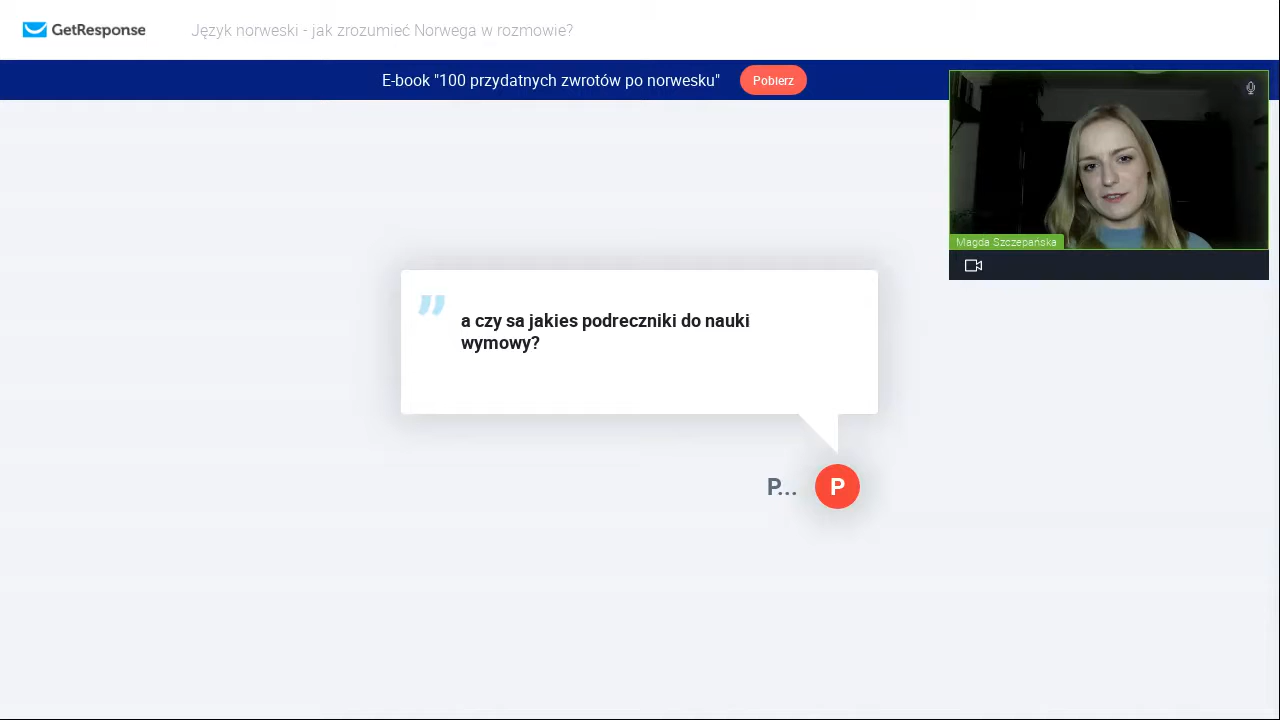 GetResponse
Język norweski - jak zrozumieć Norwega w rozmowie?
E-book "100 przydatnych zwrotów po norwesku"
Pobierz
Magda Szczepańska
a czy sa jakies podreczniki do nauki
wymowy?
P...
P